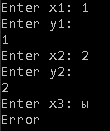 Enter x1: 1
Enter y1:
1
Enter x2: 2
Enter y2:
2
Enter x3: ы
Error